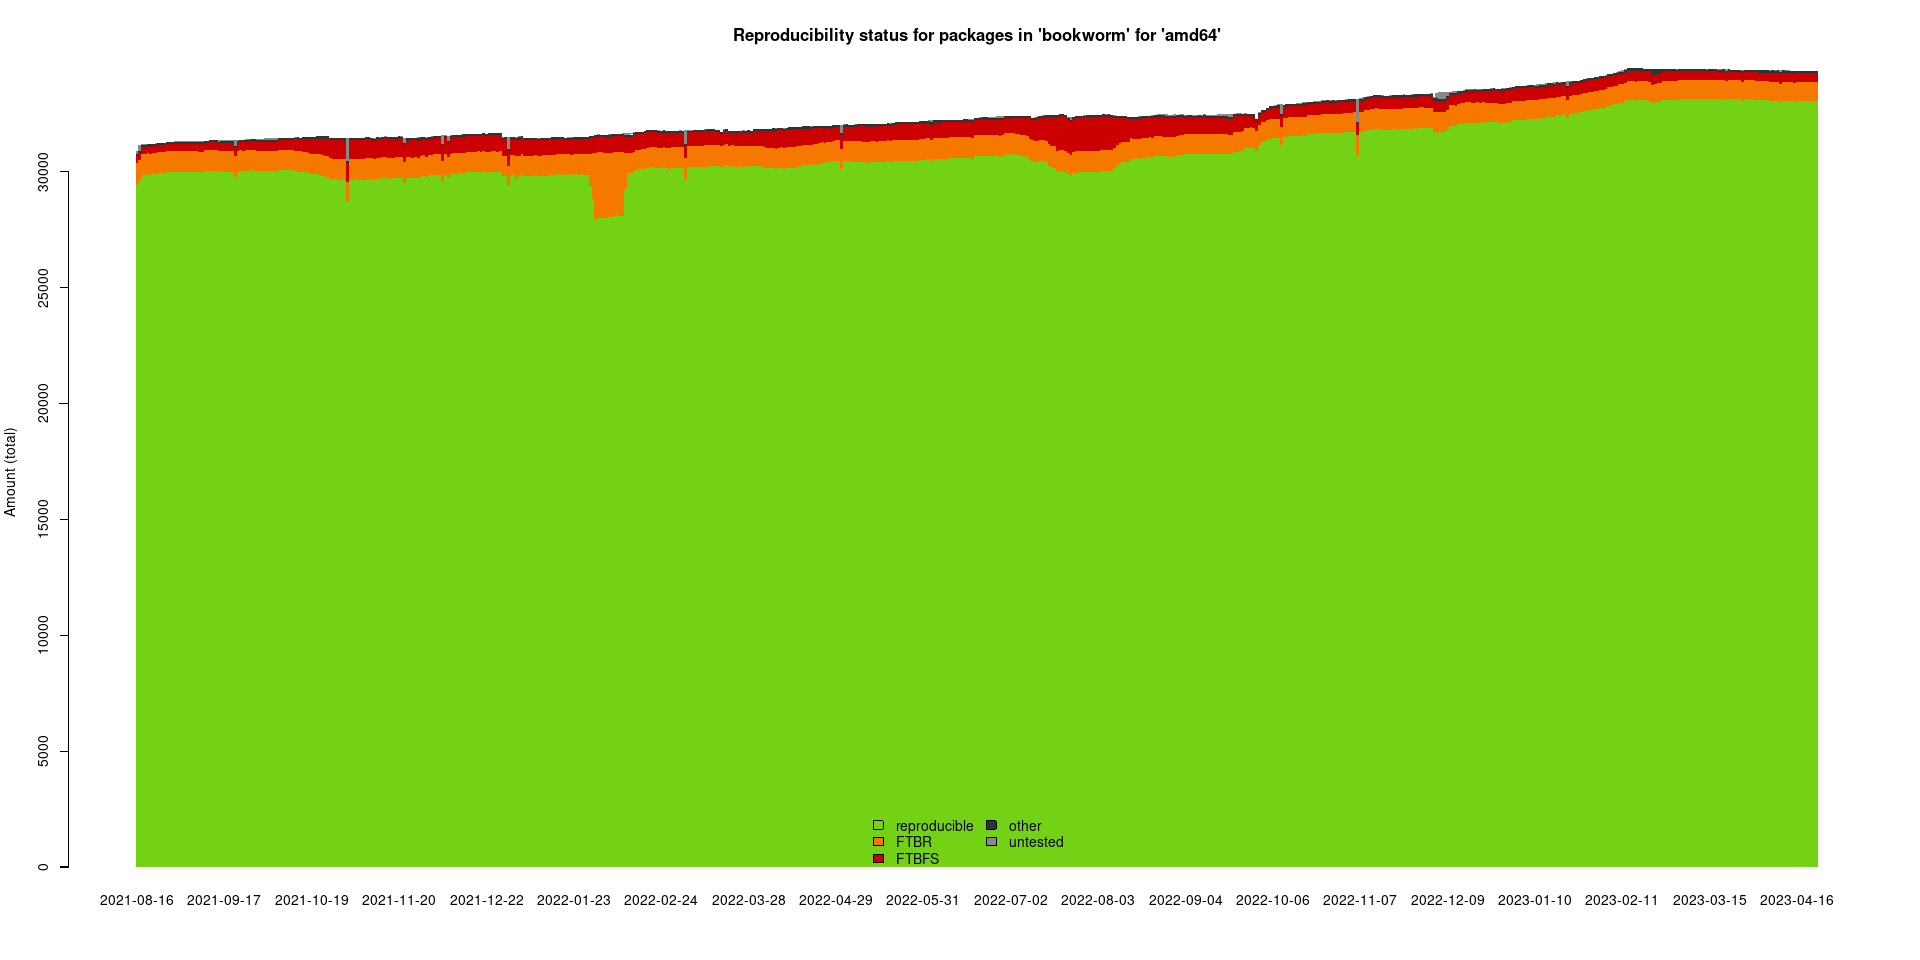 Reproducibility status for packages in 'bookworm' for 'amd64'
Amount (total)
30000
25000
20000
15000
10000
5000
0
reproducible
FTBR
FTBFS
other
untested
2021-08-16 2021-09-17 2021-10-19 2021-11-20 2021-12-22 2022-01-23 2022-02-24 2022-03-28 2022-04-29 2022-05-31 2022-07-02 2022-08-03 2022-09-04 2022-10-06 2022-11-07 2022-12-09 2023-01-10 2023-02-11 2023-03-15 2023-04-16